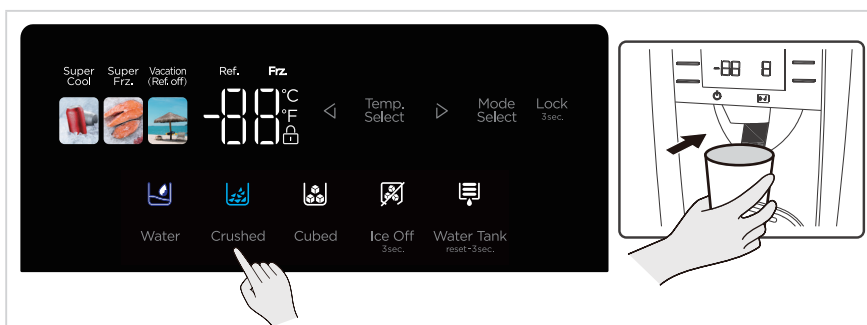 Super Cool
Super Frz.
Vacation (Ref. off)
Ref.
Frz.
-88
°C
°F
Temp. Select
Mode Select
Lock
3sec.
Water
Crushed
Cubed
Ice Off
3sec.
Water Tank
reset-3sec.
-88 8